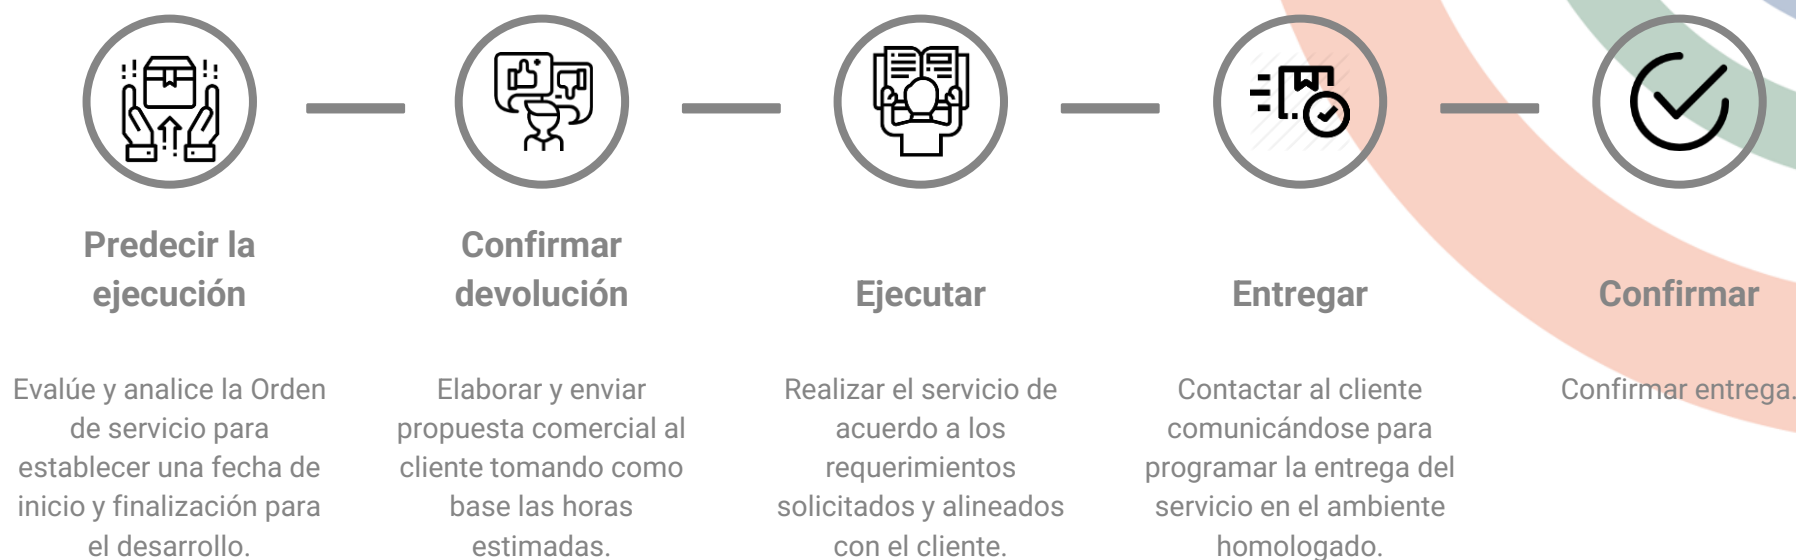 Predecir la
ejecución
Evalúe y analice la Orden
de servicio para
establecer una fecha de
inicio y finalización para
el desarrollo.
Confirmar
devolución
Elaborar y enviar
propuesta comercial al
cliente tomando como
base las horas
estimadas.
Ejecutar
Realizar el servicio de
acuerdo a los
requerimientos
solicitados y alineados
con el cliente.
Entregar
Contactar al cliente
comunicándose para
programar la entrega del
servicio en el ambiente
homologado.
Confirmar
Confirmar entrega.